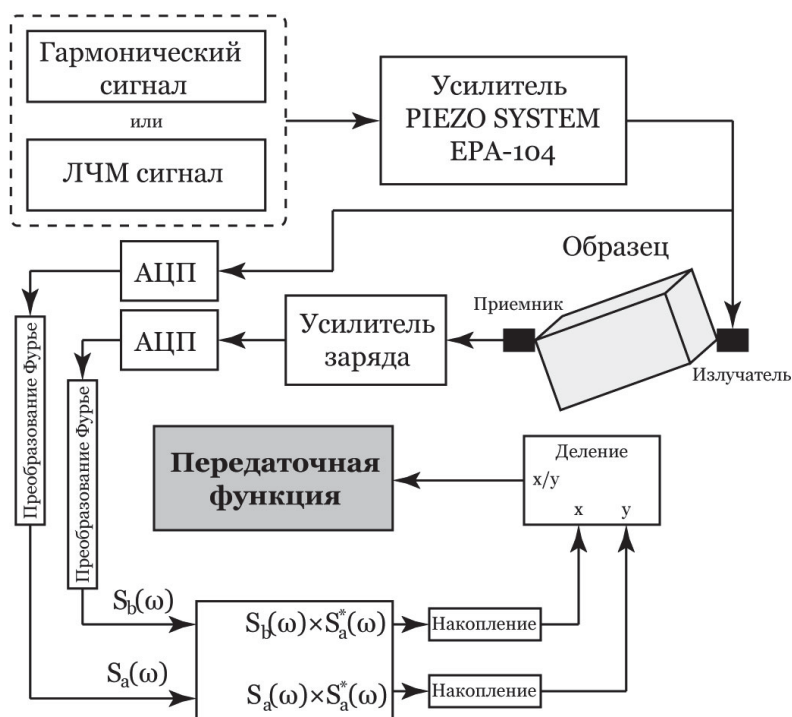 Гармонический
сигнал
или
ЛЧМ сигнал
Усилитель
PIEZO SYSTEM
EPA-104
Образец
АЦП
Приемник
Усилитель
заряда
АЦП
Излучатель
Преобразование Фурье
Преобразование Фурье
Передаточная
функция
Деление
x/y
x y
S_b(ω)
S_b(ω)×S_a^*(ω)
Накопление
S_a(ω)
S_a(ω)×S_a^*(ω)
Накопление